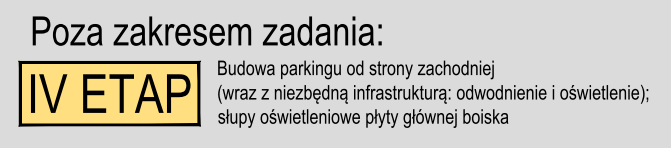 Poza zakresem zadania:
IV ETAP
Budowa parkingu od strony zachodniej
(wraz z niezbędną infrastrukturą: odwodnienie i oświetlenie);
słupy oświetleniowe płyty głównej boiska